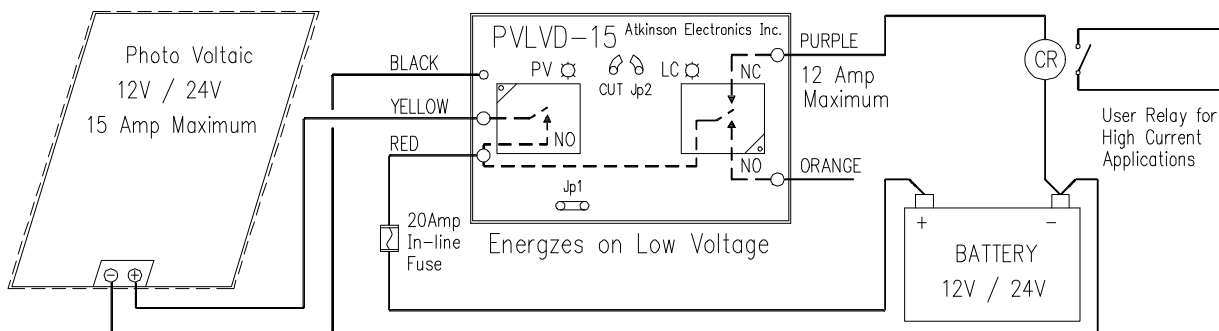 Photo Voltaic
12V / 24V
15 Amp Maximum
BLACK
YELLOW
RED
20Amp
In-line
Fuse
PVLVD-15 Atkinson Electronics Inc.
PV
CUT Jp2
LC
NC
NO
NO
Jp1
Energzes on Low Voltage
PURPLE
12 Amp
Maximum
ORANGE
CR
User Relay for
High Current
Applications
+ -
BATTERY
12V / 24V
- +